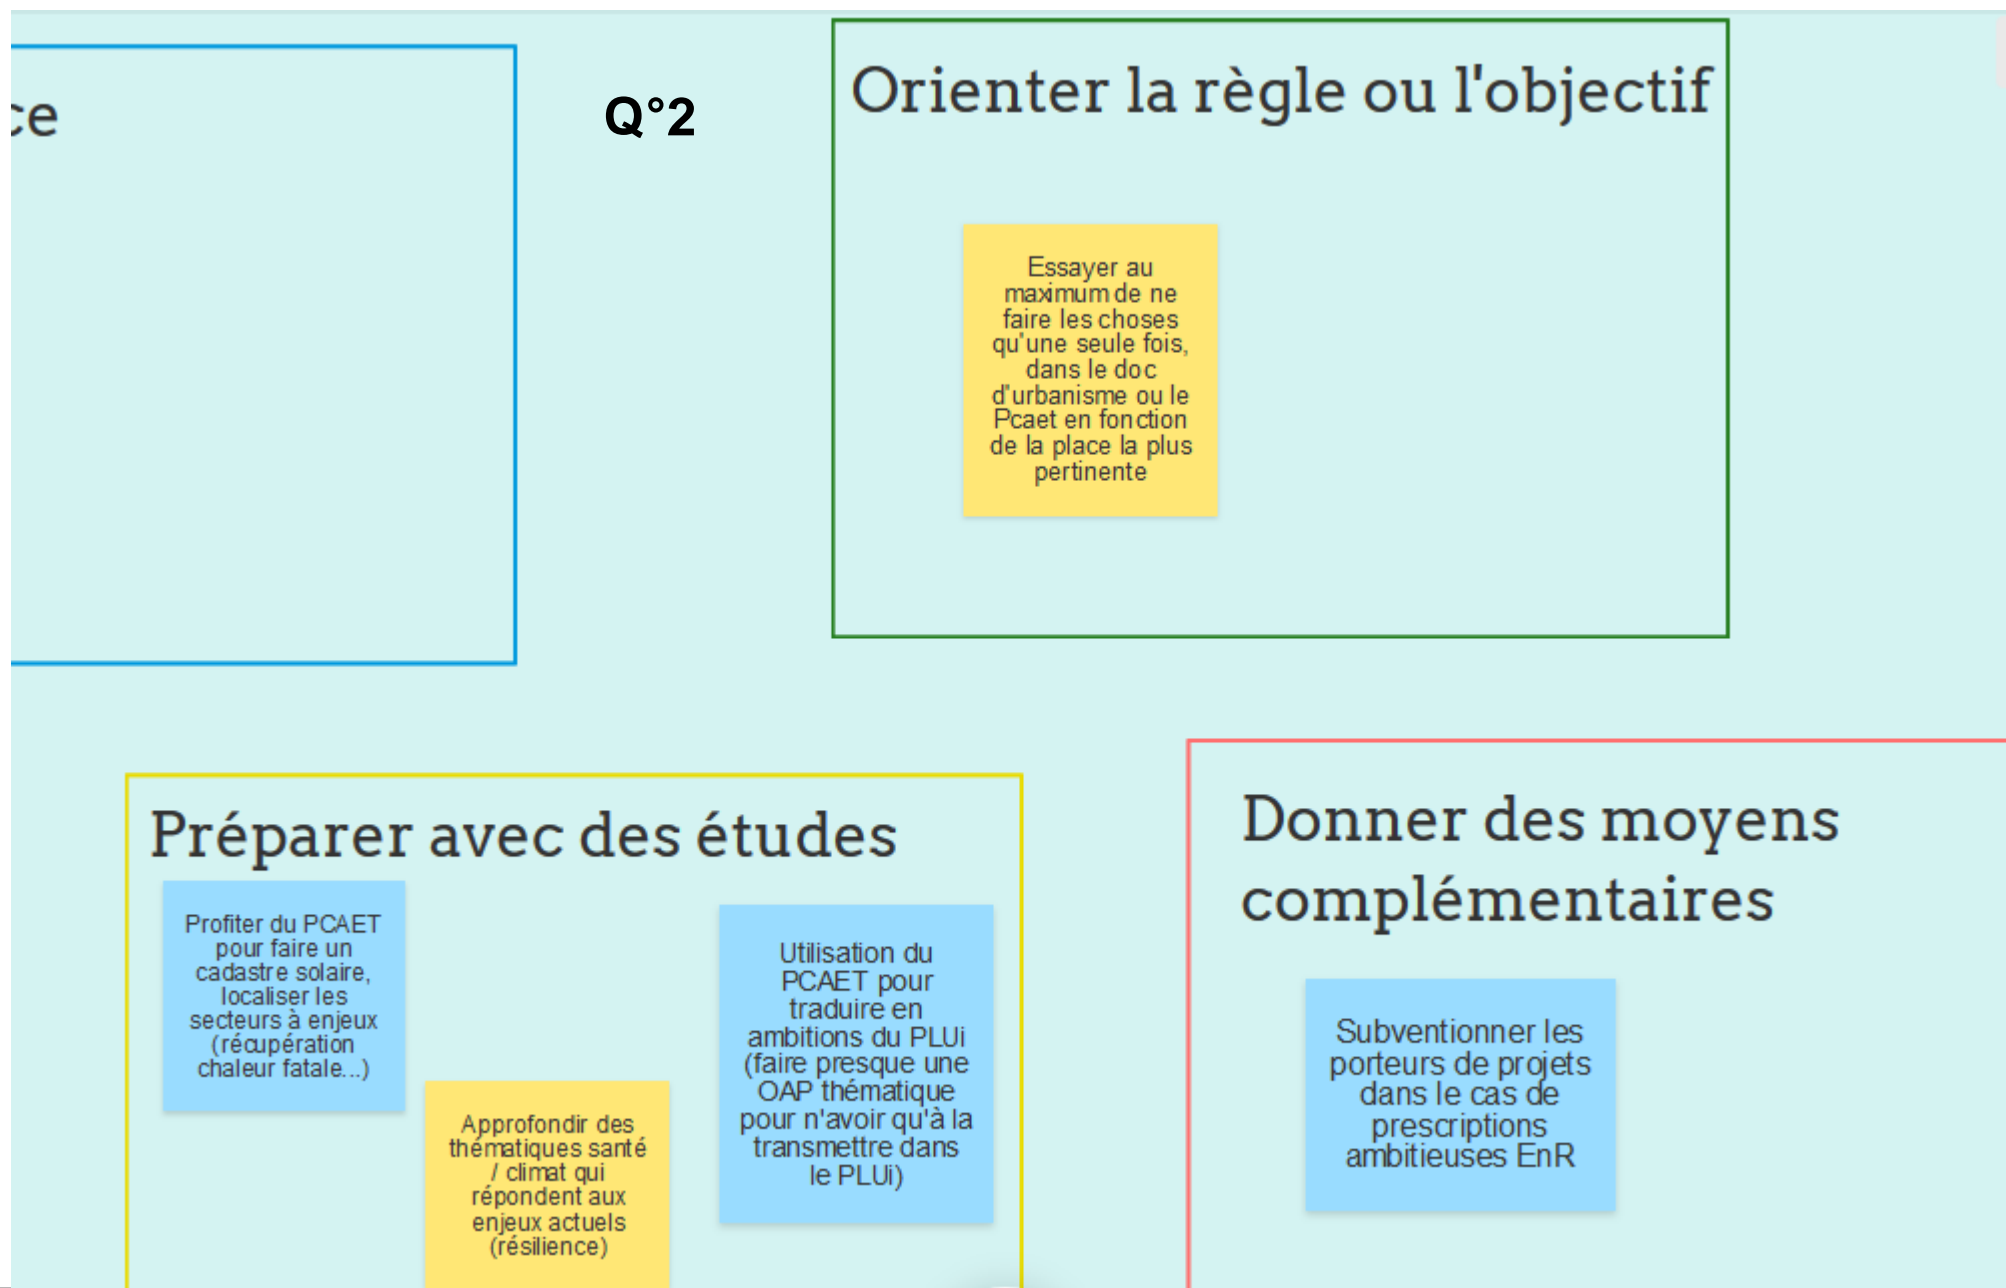 ce
Q°2
Orienter la règle ou l'objectif
Essayer au
maximum de ne
faire les choses
qu'une seule fois,
dans le doc
d'urbanisme ou le
Pcaet en fonction
de la place la plus
pertinente
Préparer avec des études
Profiter du PCAET
pour faire un
cadastre solaire,
localiser les
secteurs à enjeux
(récupération
chaleur fatale...)
Approfondir des
thématiques santé
/ climat qui
répondent aux
enjeux actuels
(résilience)
Utilisation du
PCAET pour
traduire en
ambitions du PLUi
(faire presque une
OAP thématique
pour n'avoir qu'à la
transmettre dans
le PLUi)
Donner des moyens
complémentaires
Subventionner les
porteurs de projets
dans le cas de
prescriptions
ambitieuses EnR